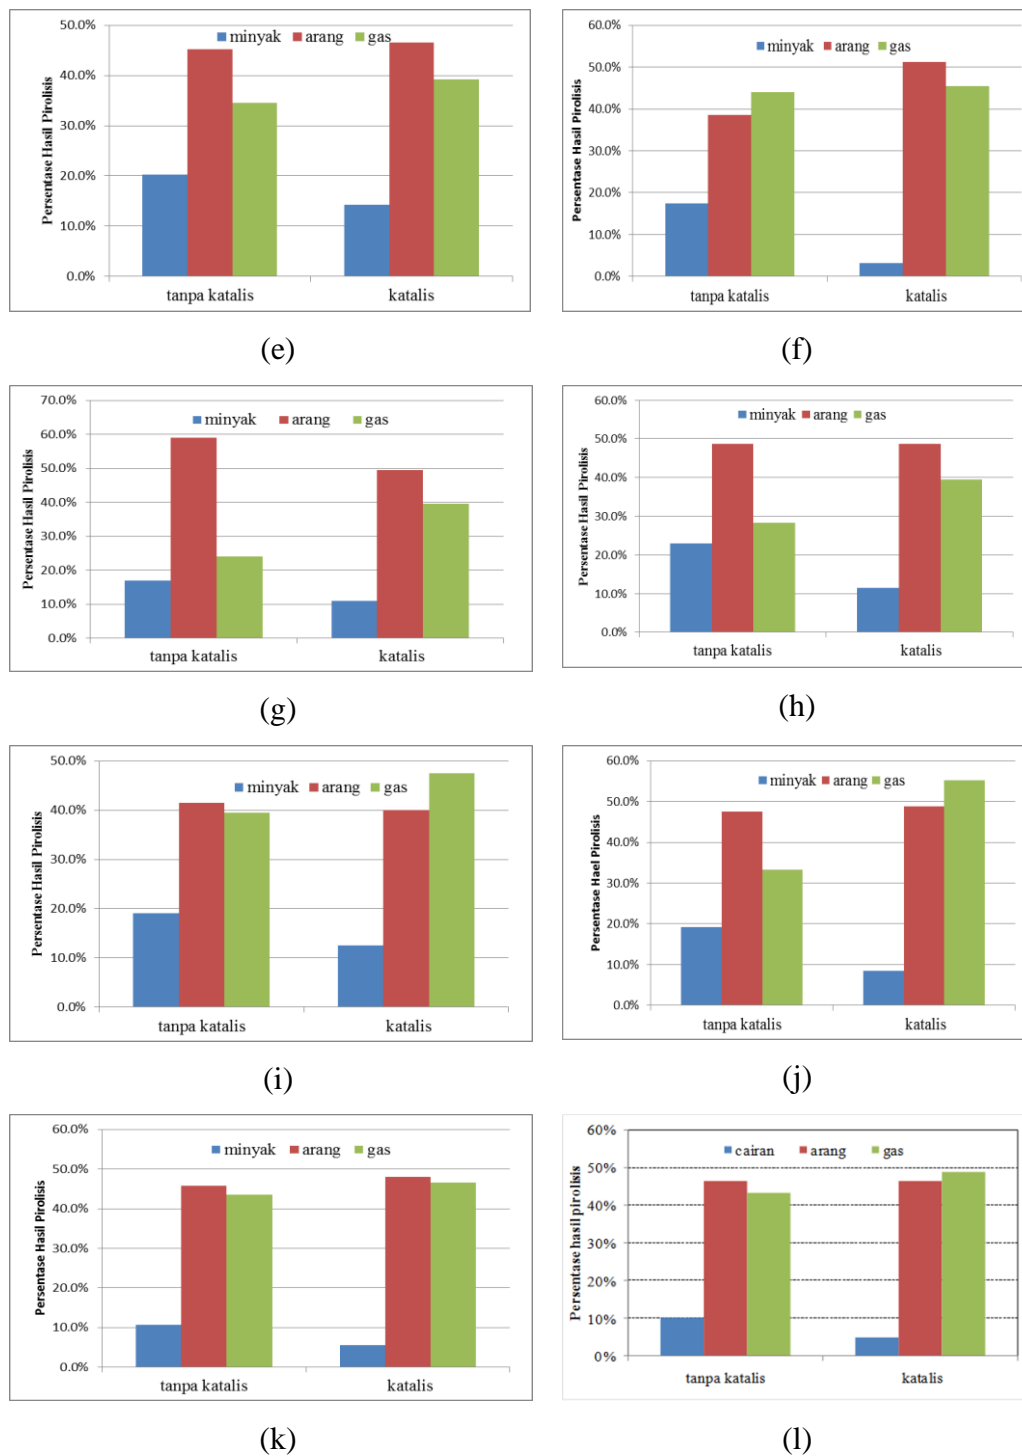 50.0%
40.0%
30.0%
20.0%
10.0%
0.0%
Persentase Hasil Pirolisis
minyak arang gas
tanpa katalis katalis
(e)
60.0%
50.0%
40.0%
30.0%
20.0%
10.0%
0.0%
Persentase Hasil Pirolisis
minyak arang gas
tanpa katalis katalis
(f)
70.0%
60.0%
50.0%
40.0%
30.0%
20.0%
10.0%
0.0%
Persentase Hasil Pirolisis
minyak arang gas
tanpa katalis katalis
(g)
60.0%
50.0%
40.0%
30.0%
20.0%
10.0%
0.0%
Persentase Hasil Pirolisis
minyak arang gas
tanpa katalis katalis
(h)
50.0%
40.0%
30.0%
20.0%
10.0%
0.0%
Persentase Hasil Pirolisis
minyak arang gas
tanpa katalis katalis
(i)
60.0%
50.0%
40.0%
30.0%
20.0%
10.0%
0.0%
Persentase Hael Pirolisis
minyak arang gas
tanpa katalis katalis
(j)
60.0%
50.0%
40.0%
30.0%
20.0%
10.0%
0.0%
Persentase Hasil Pirolisis
minyak arang gas
tanpa katalis katalis
(k)
60%
50%
40%
30%
20%
10%
0%
Persentase hasil pirolisis
cairan arang gas
tanpa katalis katalis
(l)